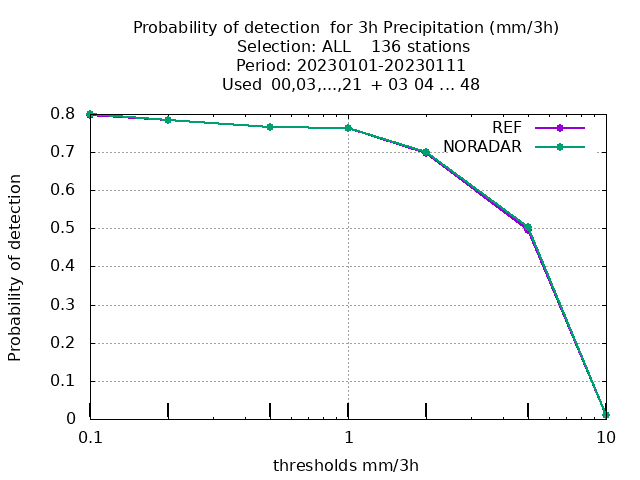 Probability of detection  for 3h Precipitation (mm/3h)
Selection: ALL    136 stations
Period: 20230101-20230111
Used  00,03,...,21  + 03 04 ... 48
REF
NORADAR
0.8
0.7
0.6
0.5
0.4
0.3
0.2
0.1
0
Probability of detection
0.1 1 10
thresholds mm/3h